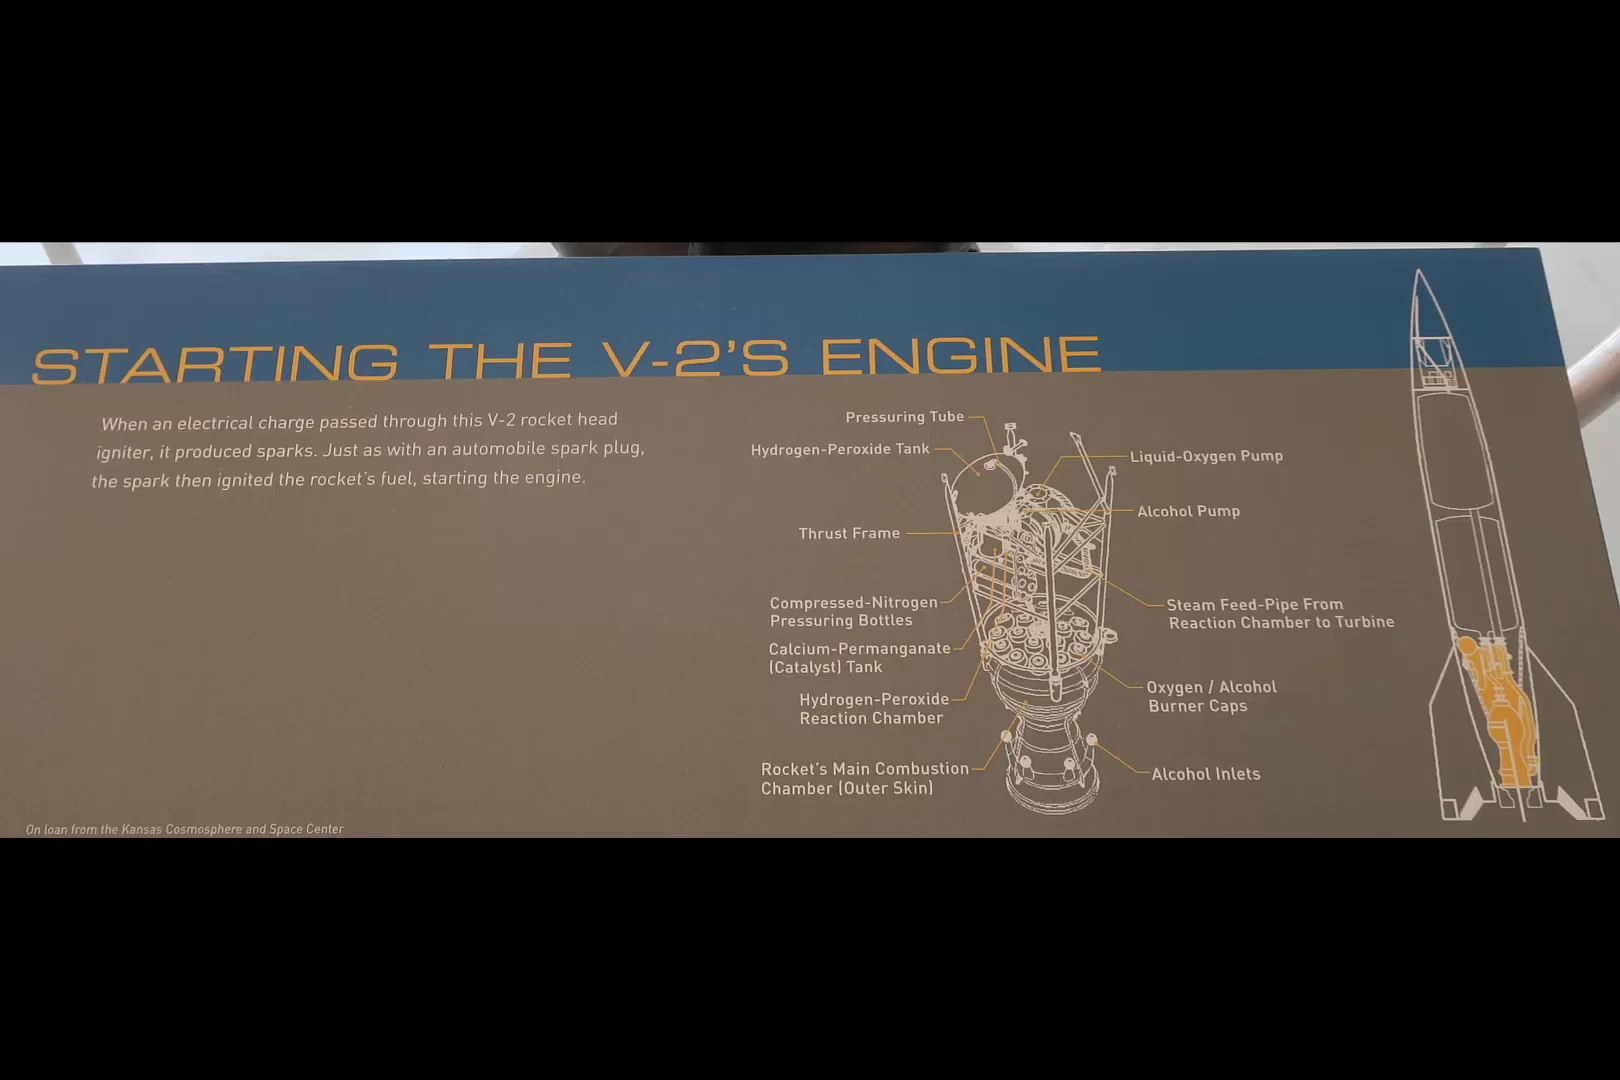 STARTING THE V-2'S ENGINE
When an electrical charge passed through this V-2 rocket head
igniter, it produced sparks. Just as with an automobile spark plug,
the spark then ignited the rocket's fuel, starting the engine.
Pressuring Tube
Hydrogen-Peroxide Tank
Thrust Frame
Compressed-Nitrogen
Pressuring Bottles
Calcium-Permanganate
(Catalyst) Tank
Hydrogen-Peroxide
Reaction Chamber
Rocket's Main Combustion
Chamber (Outer Skin)
Liquid-Oxygen Pump
Alcohol Pump
Steam Feed-Pipe From
Reaction Chamber to Turbine
Oxygen / Alcohol
Burner Caps
Alcohol Inlets
On loan from the Kansas Cosmosphere and Space Center